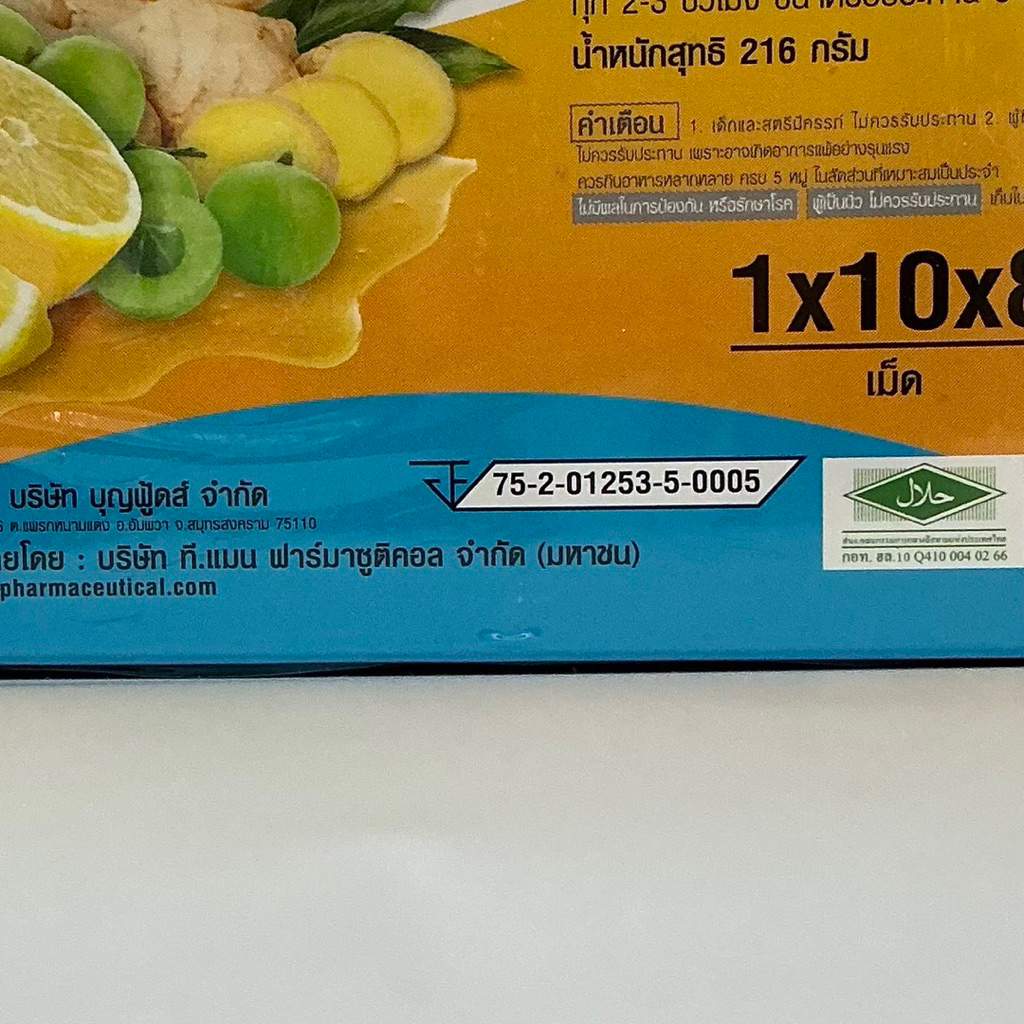 น้ำหนักสุทธิ 216 กรัม
คำเตือน 1. เด็กและสตรีมีครรภ์ ไม่ควรรับประทาน 2.
ไม่ควรรับประทาน เพราะอาจเกิดอาการแพ้อย่างรุนแรง
ควรกินอาหารหลากหลาย ครบ 5 หมู่ ในสัดส่วนที่เหมาะสมเป็นประจำ
ไม่มีผลในการป้องกัน หรือรักษาโรค ผู้เป็นนิ่ว ไม่ควรรับประทาน
1x10x8
เม็ด
บริษัท บุญฟู้ดส์ จำกัด
75-2-01253-5-0005
ต.แพรกหนามแดง อ.อัมพวา จ.สมุทรสงคราม 75110
: บริษัท ที.แมน ฟาร์มาซูติคอล จำกัด (มหาชน)
pharmaceutical.com
حلال
กอท. ฮล.10 Q410 004 02 66